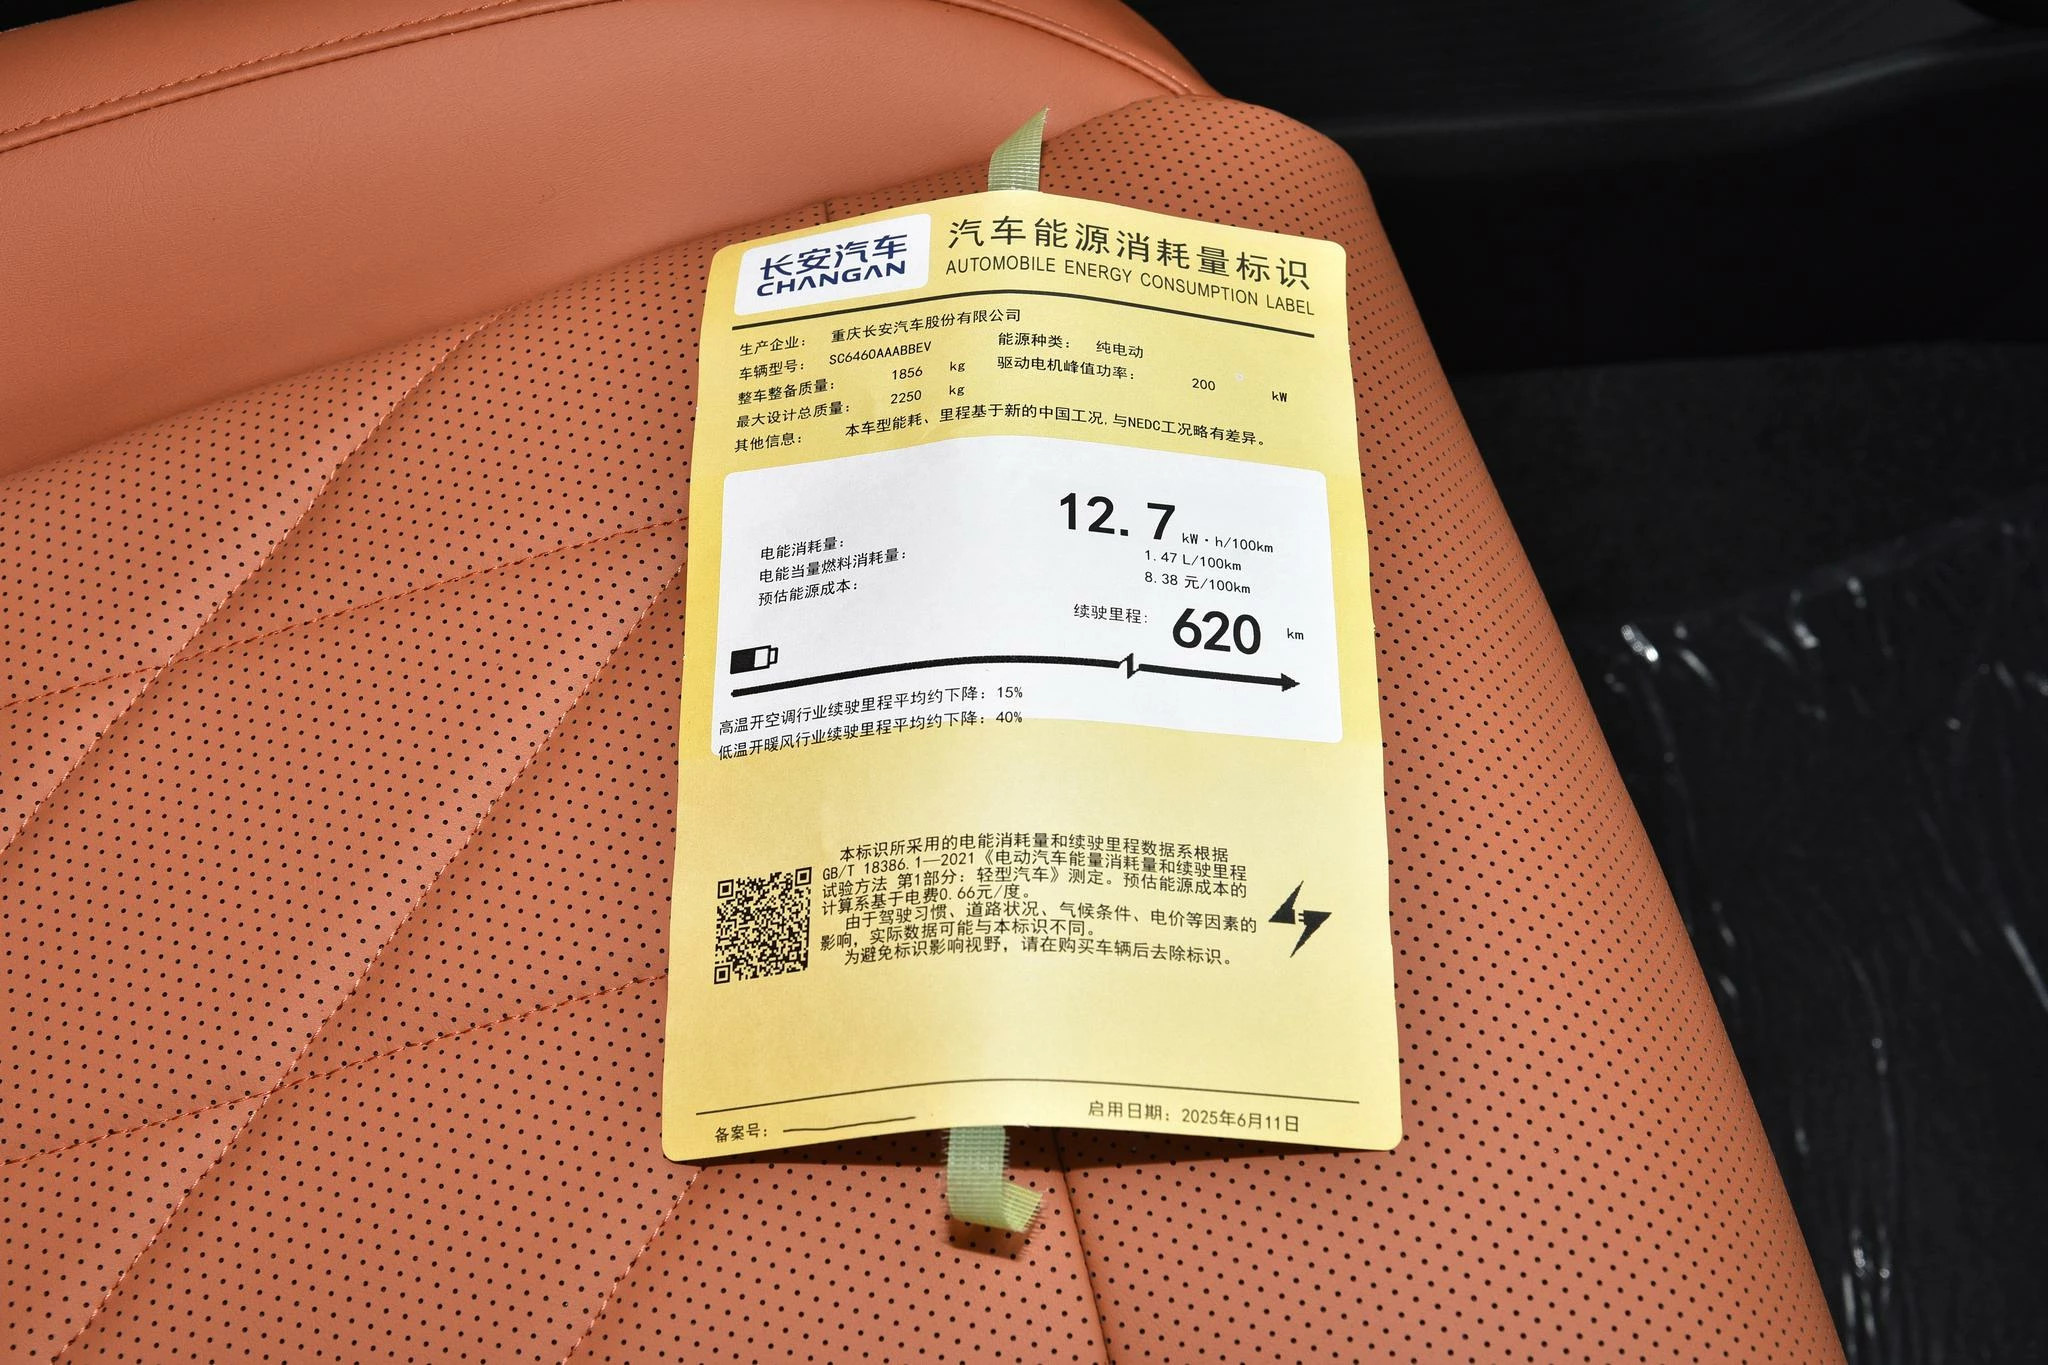 长安汽车
CHANGAN
汽车能源消耗量标识
AUTOMOBILE ENERGY CONSUMPTION LABEL
生产企业: 重庆长安汽车股份有限公司
车辆型号: SC6460AAABBEV 能源种类: 纯电动
整车整备质量: 1856 kg 驱动电机峰值功率: 200 kW
最大设计总质量: 2250 kg
其他信息: 本车型能耗、里程基于新的中国工况,与NEDC工况略有差异。
电能消耗量: 12.7 kW·h/100km
电能当量燃料消耗量: 1.47 L/100km
预估能源成本: 8.38 元/100km
续驶里程: 620 km
高温开空调行业续驶里程平均约下降: 15%
低温开暖风行业续驶里程平均约下降: 40%
本标识所采用的电能消耗量和续驶里程数据系根据
GB/T 18386.1—2021《电动汽车能量消耗量和续驶里程
试验方法 第1部分: 轻型汽车》测定。预估能源成本的
计算系基于电费0.66元/度。
由于驾驶习惯、道路状况、气候条件、电价等因素的
影响, 实际数据可能与本标识不同。
为避免标识影响视野, 请在购买车辆后去除标识。
备案号: 启用日期: 2025年6月11日